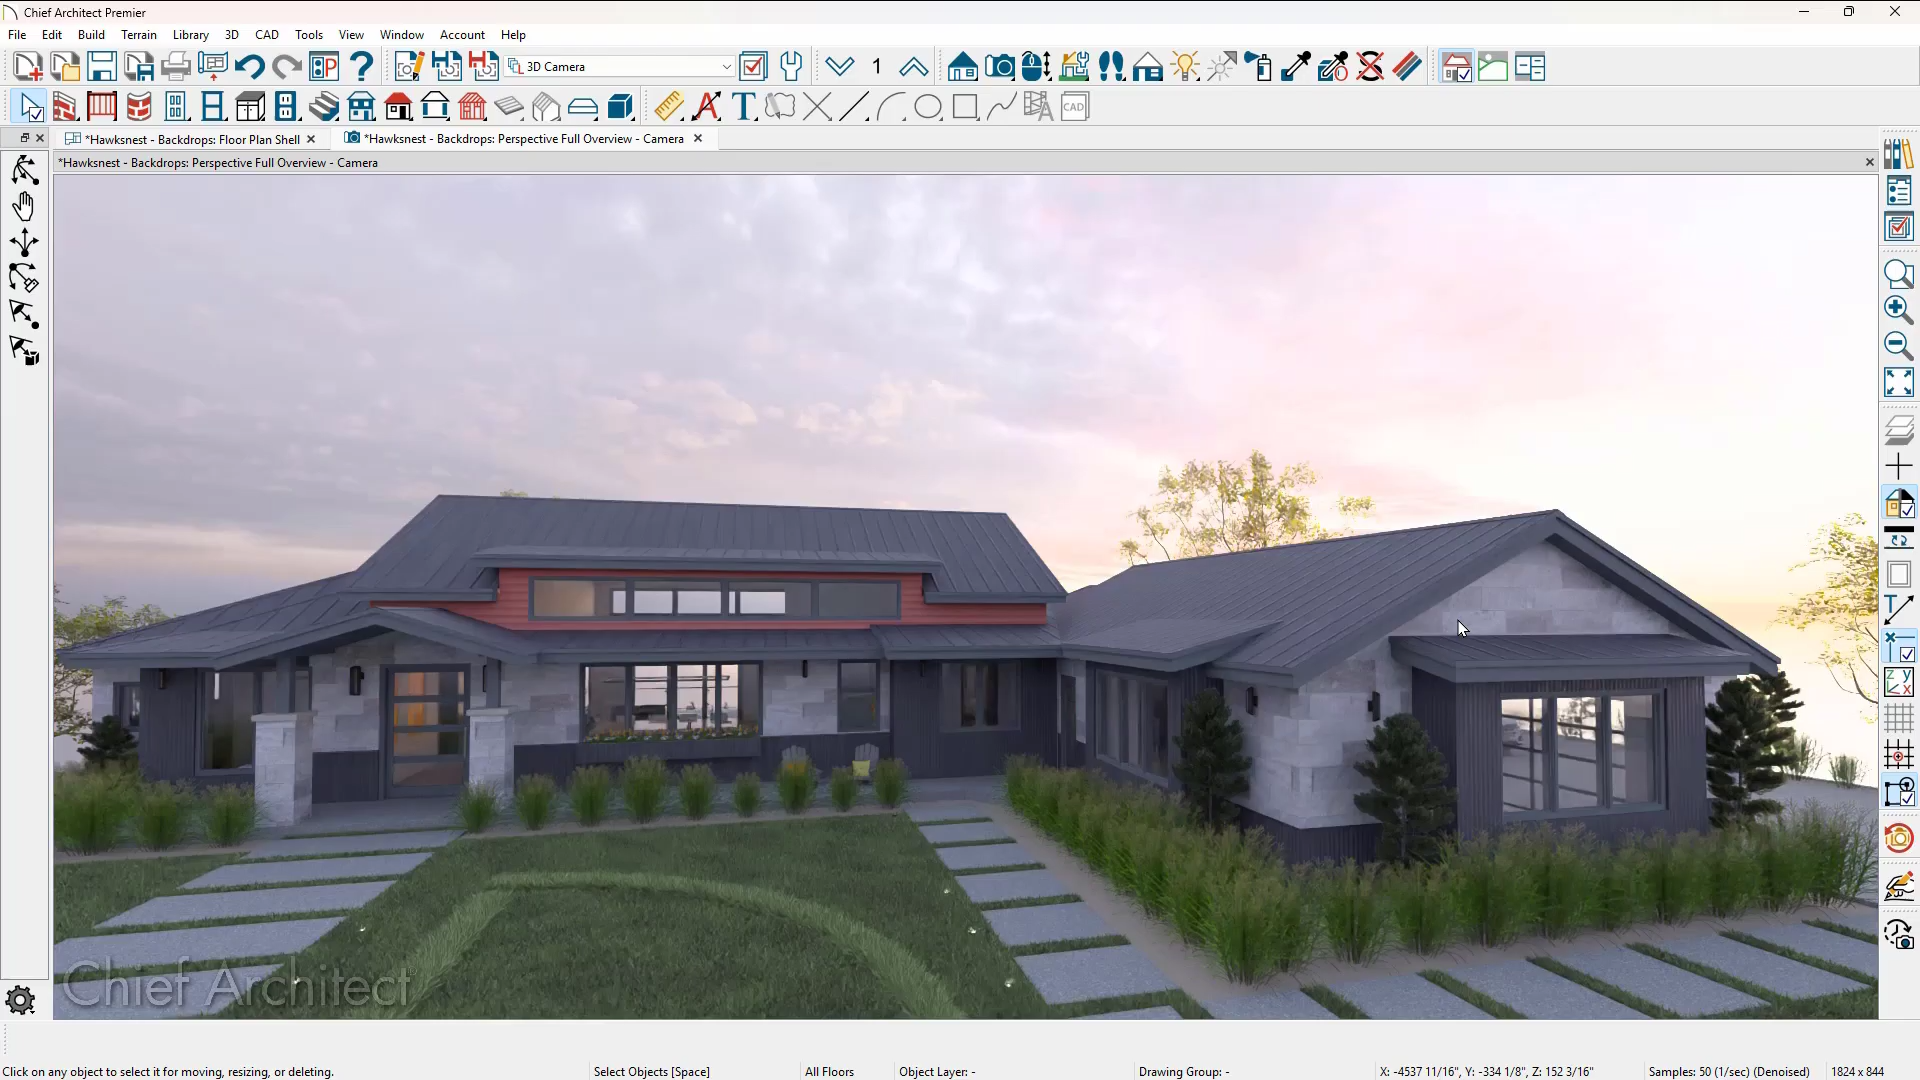 Chief Architect Premier
File Edit Build Terrain Library 3D CAD Tools View Window Account Help
3D Camera
1
CAD
*Hawksnest - Backdrops: Floor Plan Shell
*Hawksnest - Backdrops: Perspective Full Overview - Camera
*Hawksnest - Backdrops: Perspective Full Overview - Camera
Chief Architect
Click on any object to select it for moving, resizing, or deleting.
Select Objects [Space]
All Floors
Object Layer: -
Drawing Group: -
X: -4537 11/16", Y: -334 1/8", Z: 152 3/16"
Samples: 50 (1/sec) (Denoised)
1824 x 844